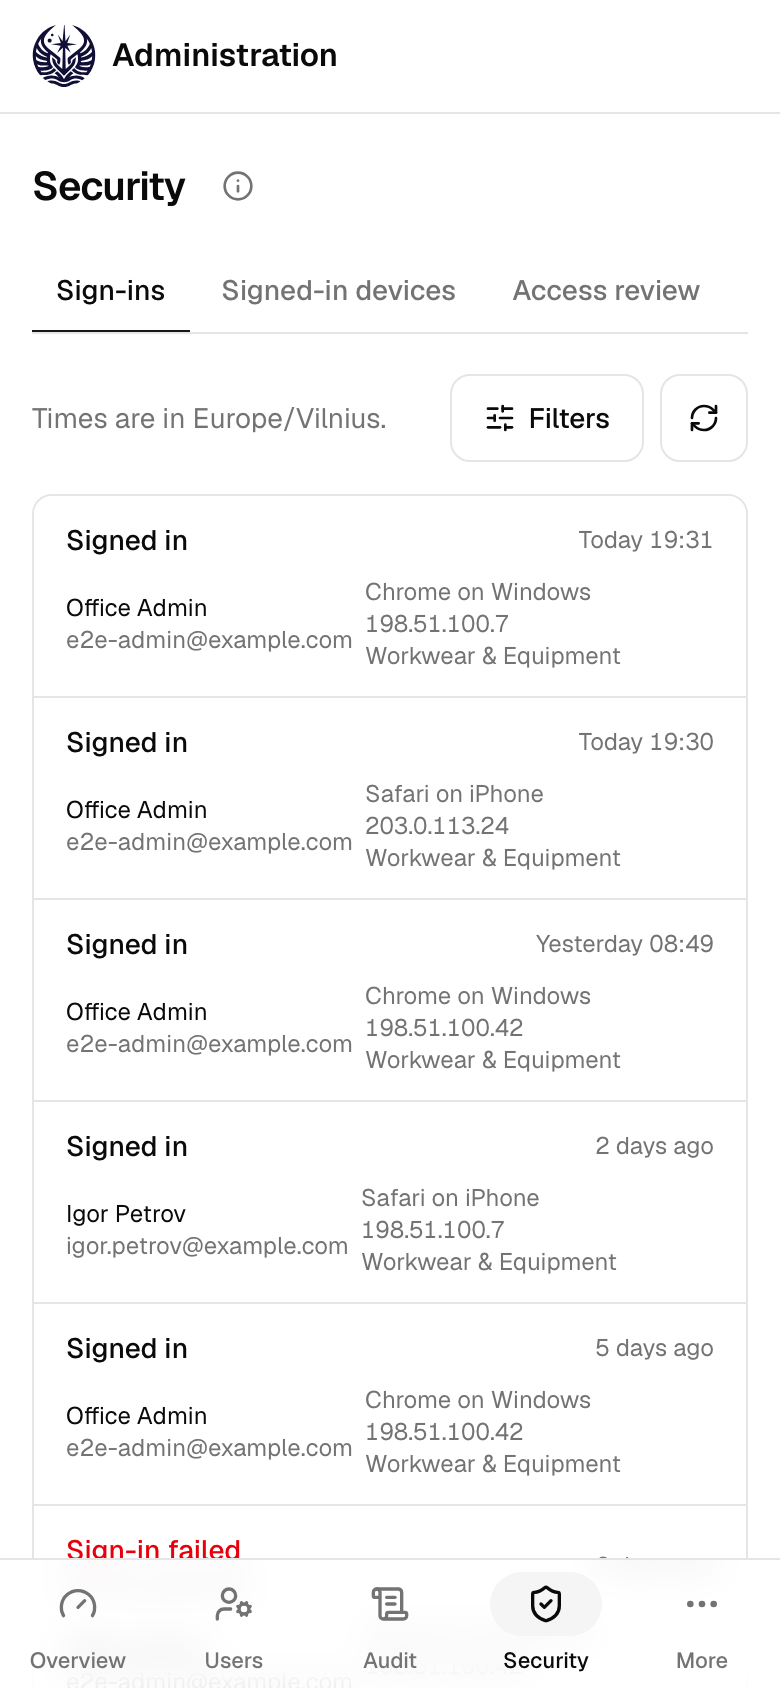 Administration
Security
Sign-ins Signed-in devices Access review
Times are in Europe/Vilnius. Filters
Signed in Today 19:31
Office Admin
e2e-admin@example.com
Chrome on Windows
198.51.100.7
Workwear & Equipment
Signed in Today 19:30
Office Admin
e2e-admin@example.com
Safari on iPhone
203.0.113.24
Workwear & Equipment
Signed in Yesterday 08:49
Office Admin
e2e-admin@example.com
Chrome on Windows
198.51.100.42
Workwear & Equipment
Signed in 2 days ago
Igor Petrov
igor.petrov@example.com
Safari on iPhone
198.51.100.7
Workwear & Equipment
Signed in 5 days ago
Office Admin
e2e-admin@example.com
Chrome on Windows
198.51.100.42
Workwear & Equipment
Sign-in failed
Overview Users Audit Security More